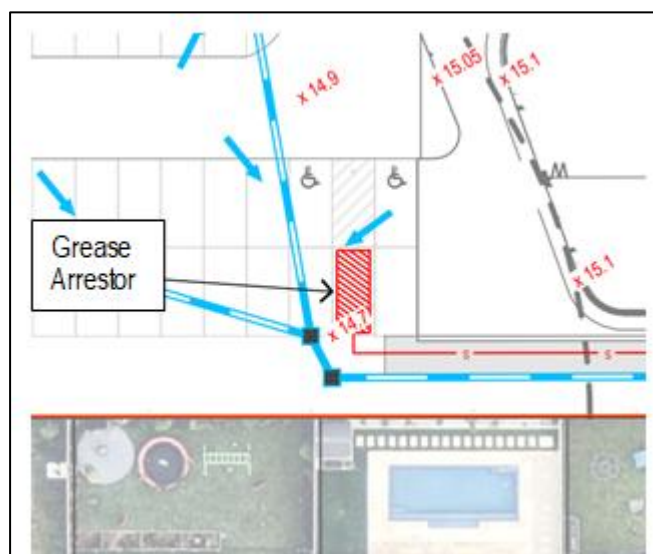 x 14.9
x 15.05
x 15.1
W
Grease
Arrestor
x 15.1
x 14.7
s
s